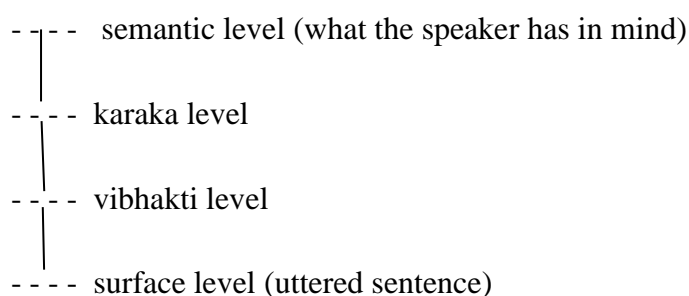 - - - - semantic level (what the speaker has in mind)
- - - - karaka level
- - - - vibhakti level
- - - - surface level (uttered sentence)